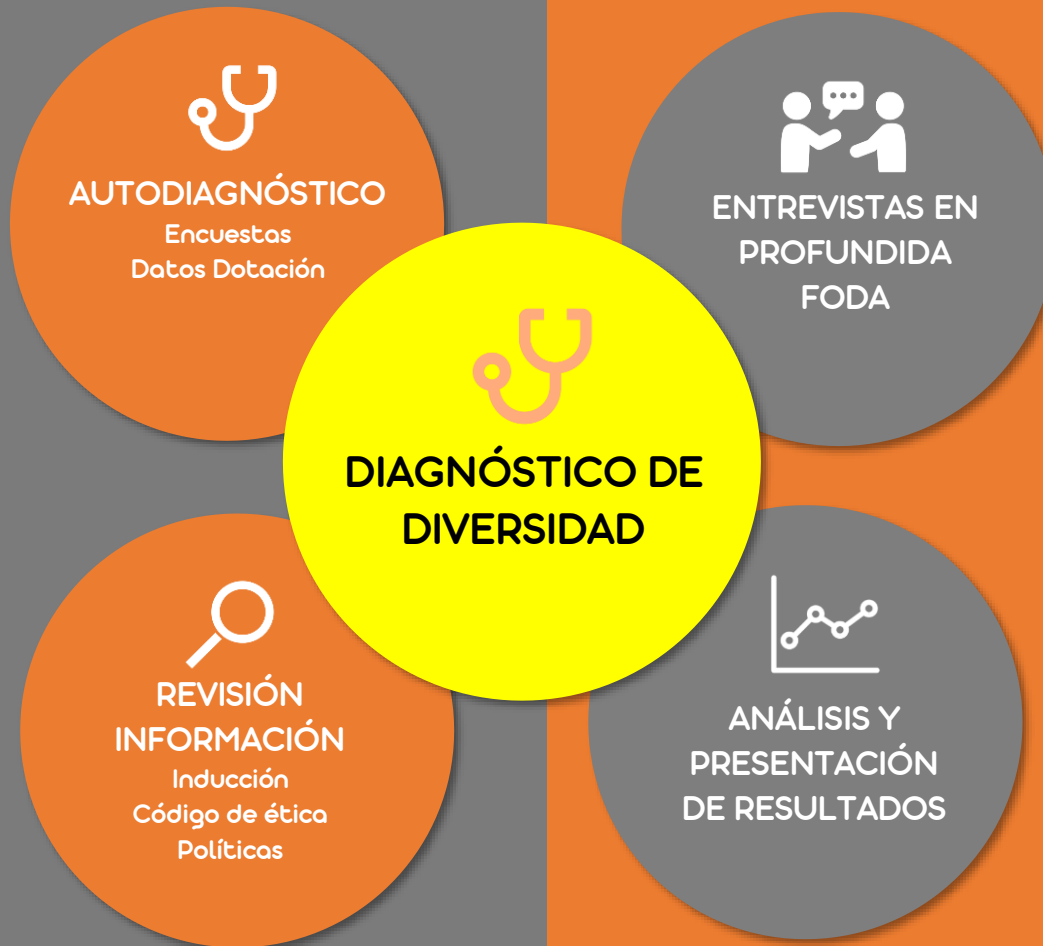 AUTODIAGNÓSTICO
Encuestas
Datos Dotación
ENTREVISTAS EN
PROFUNDIDA
FODA
DIAGNÓSTICO DE
DIVERSIDAD
REVISIÓN
INFORMACIÓN
Inducción
Código de ética
Políticas
ANÁLISIS Y
PRESENTACIÓN
DE RESULTADOS